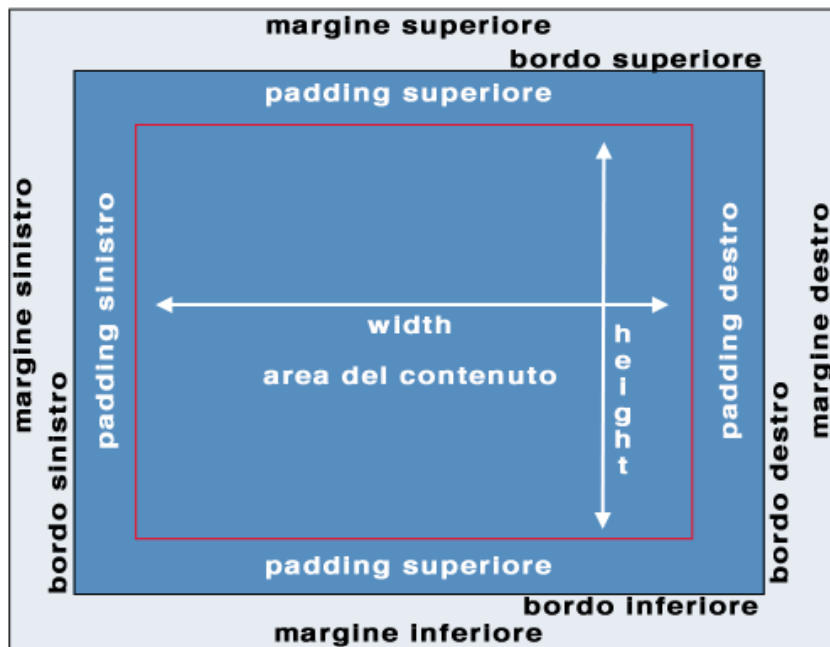 margine superiore
bordo superiore
padding superiore
margine sinistro
bordo sinistro
padding sinistro
width
height
area del contenuto
padding destro
bordo destro
margine destro
padding superiore
bordo inferiore
margine inferiore